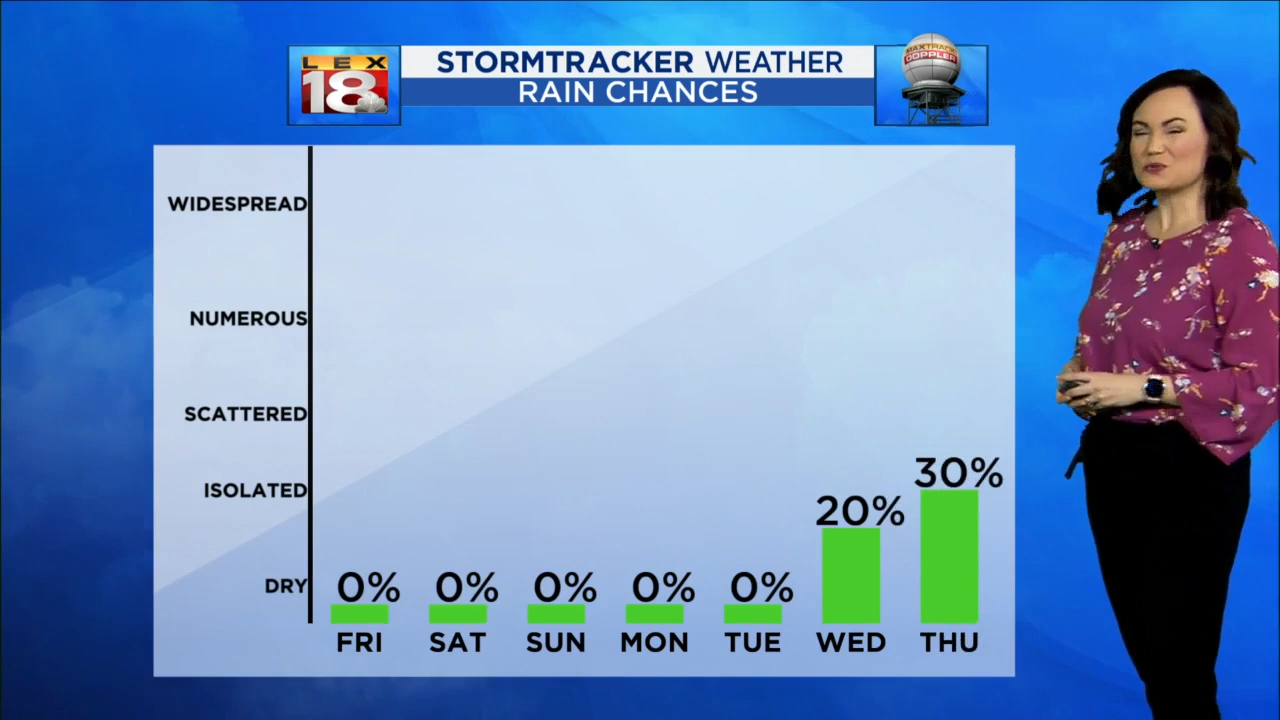 LEX
18
STORMTRACKER WEATHER
RAIN CHANCES
MAXTRACK
DOPPLER
WIDESPREAD
NUMEROUS
SCATTERED
ISOLATED
DRY
0% 0% 0% 0% 0% 20% 30%
FRI SAT SUN MON TUE WED THU